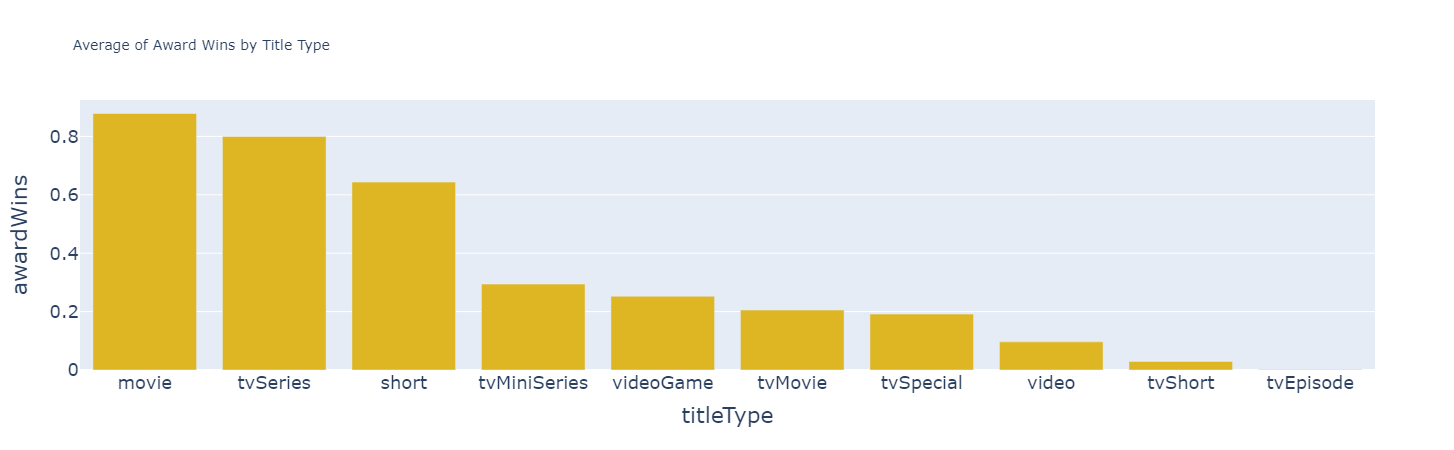 Average of Award Wins by Title Type
awardWins
0.8
0.6
0.4
0.2
0
movie tvSeries short tvMiniSeries videoGame tvMovie tvSpecial video tvShort tvEpisode
titleType